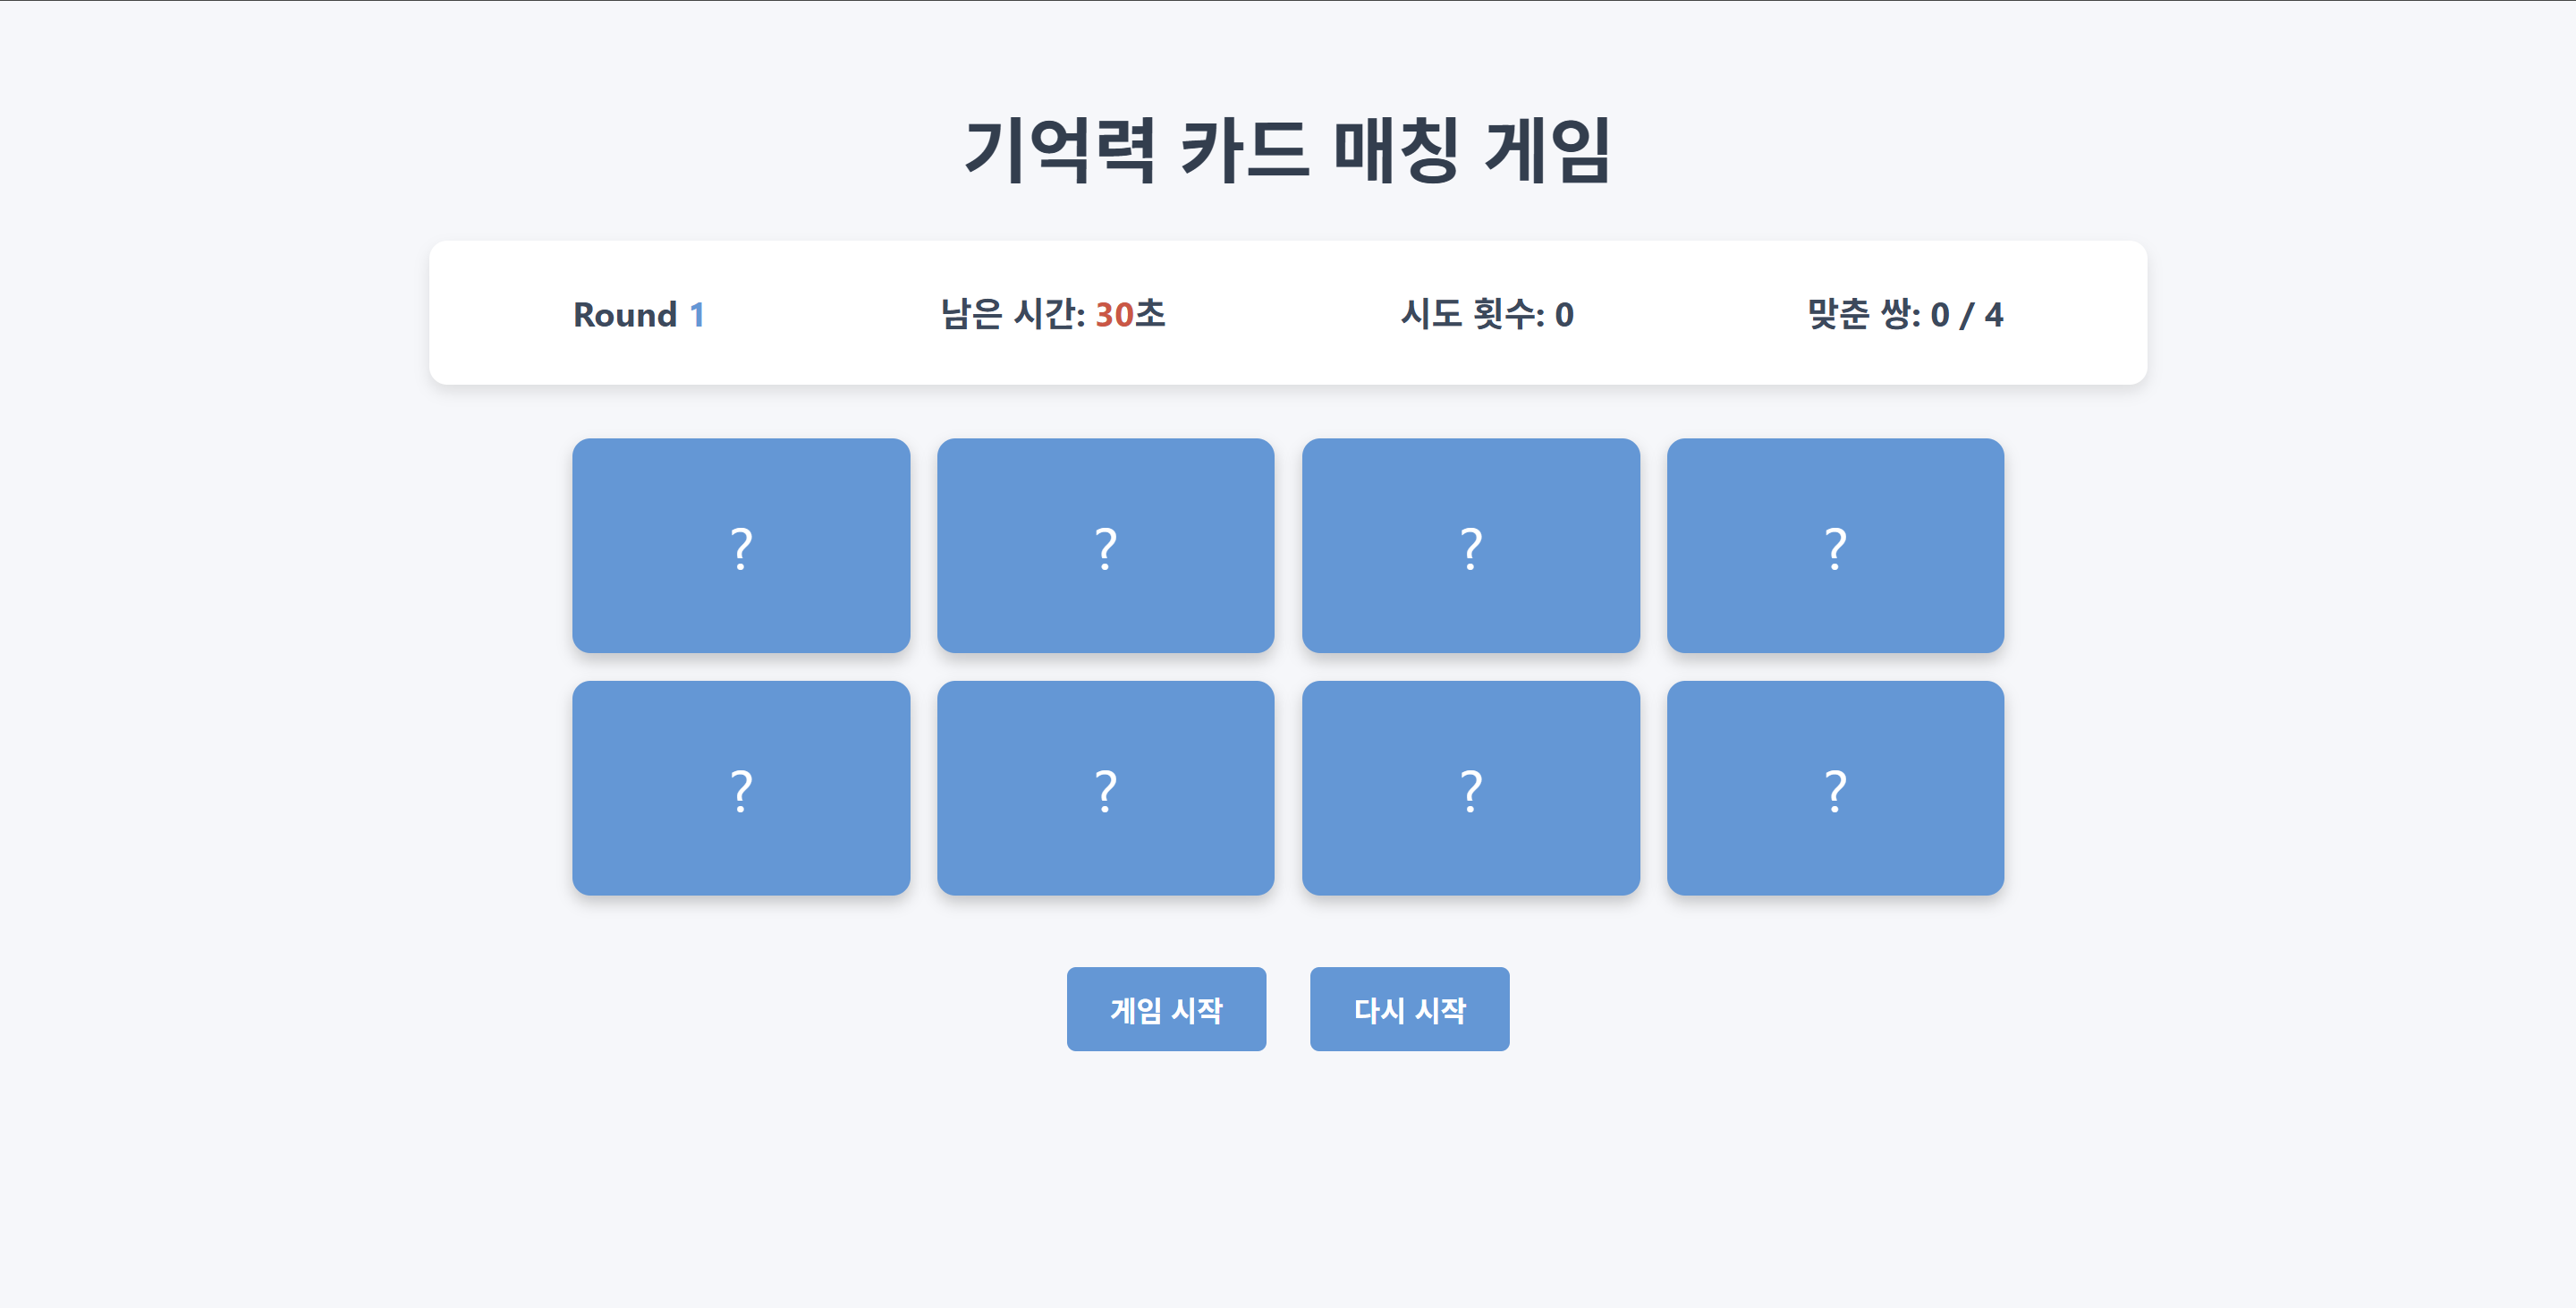 기억력 카드 매칭 게임
Round 1
남은 시간: 30초
시도 횟수: 0
맞춘 쌍: 0 / 4
? ? ? ?
? ? ? ?
게임 시작
다시 시작